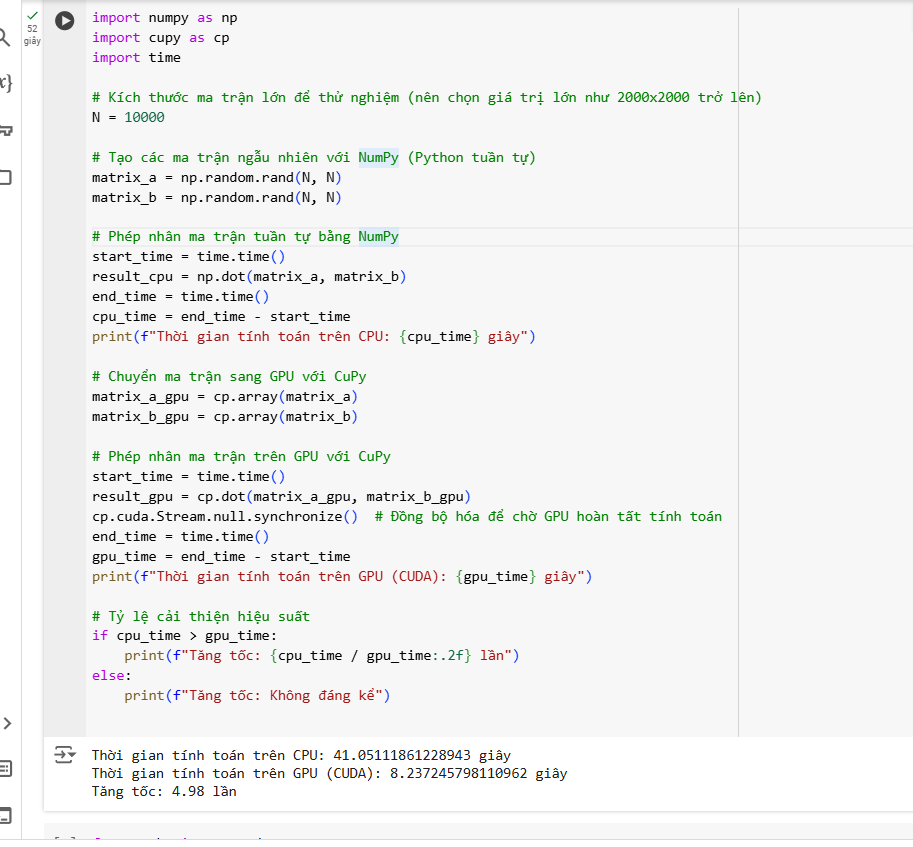 52
giây
import numpy as np
import cupy as cp
import time
# Kích thước ma trận lớn để thử nghiệm (nên chọn giá trị lớn như 2000x2000 trở lên)
N = 10000
# Tạo các ma trận ngẫu nhiên với NumPy (Python tuần tự)
matrix_a = np.random.rand(N, N)
matrix_b = np.random.rand(N, N)
# Phép nhân ma trận tuần tự bằng NumPy
start_time = time.time()
result_cpu = np.dot(matrix_a, matrix_b)
end_time = time.time()
cpu_time = end_time - start_time
print(f"Thời gian tính toán trên CPU: {cpu_time} giây")
# Chuyển ma trận sang GPU với CuPy
matrix_a_gpu = cp.array(matrix_a)
matrix_b_gpu = cp.array(matrix_b)
# Phép nhân ma trận trên GPU với CuPy
start_time = time.time()
result_gpu = cp.dot(matrix_a_gpu, matrix_b_gpu)
cp.cuda.Stream.null.synchronize()  # Đồng bộ hóa để chờ GPU hoàn tất tính toán
end_time = time.time()
gpu_time = end_time - start_time
print(f"Thời gian tính toán trên GPU (CUDA): {gpu_time} giây")
# Tỷ lệ cải thiện hiệu suất
if cpu_time > gpu_time:
    print(f"Tăng tốc: {cpu_time / gpu_time:.2f} lần")
else:
    print(f"Tăng tốc: Không đáng kể")
Thời gian tính toán trên CPU: 41.05111861228943 giây
Thời gian tính toán trên GPU (CUDA): 8.237245798110962 giây
Tăng tốc: 4.98 lần